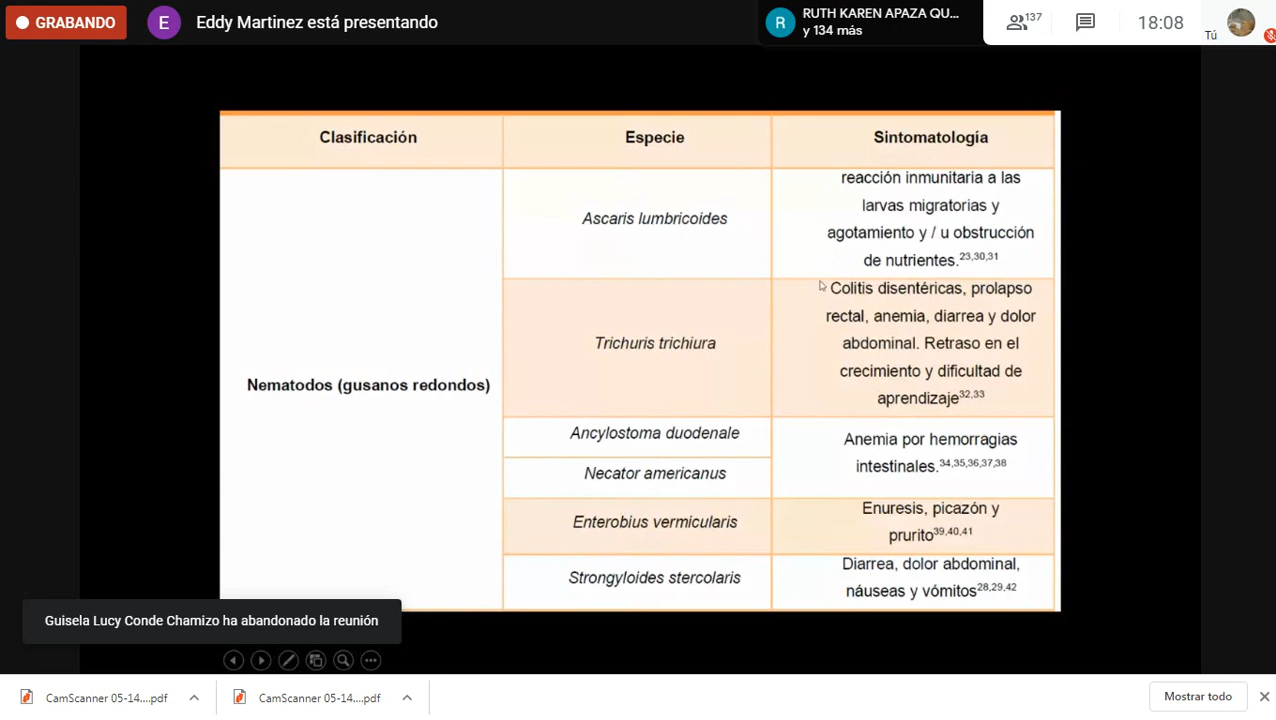 GRABANDO
E
Eddy Martinez está presentando
R
RUTH KAREN APAZA QU...
y 134 más
137
18:08
Tú
Clasificación
Especie
Sintomatología
Nematodos (gusanos redondos)
Ascaris lumbricoides
reacción inmunitaria a las
larvas migratorias y
agotamiento y / u obstrucción
de nutrientes.23,30,31
Trichuris trichiura
Colitis disentéricas, prolapso
rectal, anemia, diarrea y dolor
abdominal. Retraso en el
crecimiento y dificultad de
aprendizaje32,33
Ancylostoma duodenale
Necator americanus
Anemia por hemorragias
intestinales.34,35,36,37,38
Enterobius vermicularis
Enuresis, picazón y
prurito39,40,41
Strongyloides stercolaris
Diarrea, dolor abdominal,
náuseas y vómitos28,29,42
Guisela Lucy Conde Chamizo ha abandonado la reunión
CamScanner 05-14....pdf
CamScanner 05-14....pdf
Mostrar todo